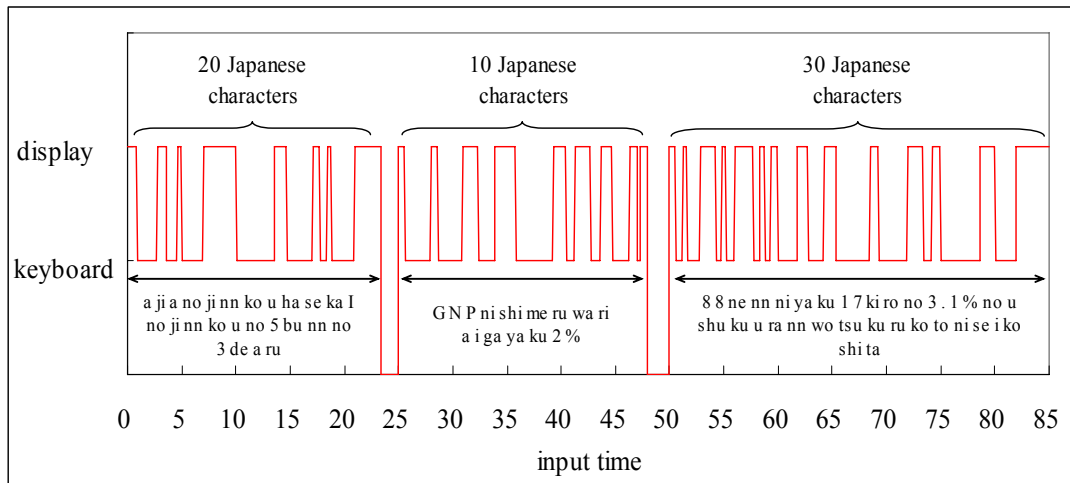 20 Japanese
characters
10 Japanese
characters
30 Japanese
characters
display
keyboard
a ji a no ji nn ko u ha se ka I
no ji nn ko u no 5 bu nn no
3 de a ru
G N P ni shi me ru wa ri
a i ga ya ku 2 %
8 8 ne nn ni ya ku 1 7 ki ro no 3 . 1 % no u
shu ku u ra nn wo tsu ku ru ko to ni se i ko
shi ta
0 5 10 15 20 25 30 35 40 45 50 55 60 65 70 75 80 85
input time